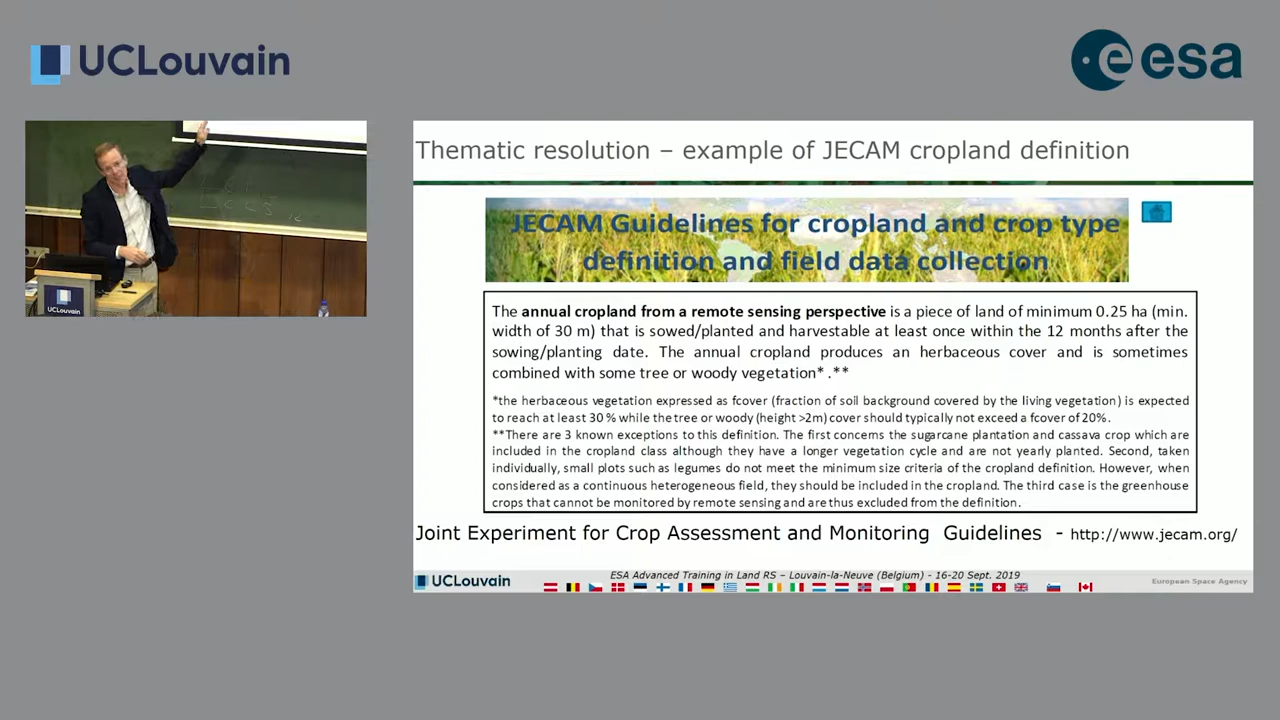 UCLouvain
esa
UCLouvain
Thematic resolution – example of JECAM cropland definition
JECAM Guidelines for cropland and crop type
definition and field data collection
The annual cropland from a remote sensing perspective is a piece of land of minimum 0.25 ha (min.
width of 30 m) that is sowed/planted and harvestable at least once within the 12 months after the
sowing/planting date. The annual cropland produces an herbaceous cover and is sometimes
combined with some tree or woody vegetation* .**
*the herbaceous vegetation expressed as fcover (fraction of soil background covered by the living vegetation) is expected
to reach at least 30 % while the tree or woody (height >2m) cover should typically not exceed a fcover of 20%.
**There are 3 known exceptions to this definition. The first concerns the sugarcane plantation and cassava crop which are
included in the cropland class although they have a longer vegetation cycle and are not yearly planted. Second, taken
individually, small plots such as legumes do not meet the minimum size criteria of the cropland definition. However, when
considered as a continuous heterogeneous field, they should be included in the cropland. The third case is the greenhouse
crops that cannot be monitored by remote sensing and are thus excluded from the definition.
Joint Experiment for Crop Assessment and Monitoring Guidelines - http://www.jecam.org/
UCLouvain
ESA Advanced Training in Land RS – Louvain-la-Neuve (Belgium) - 16-20 Sept. 2019
European Space Agency